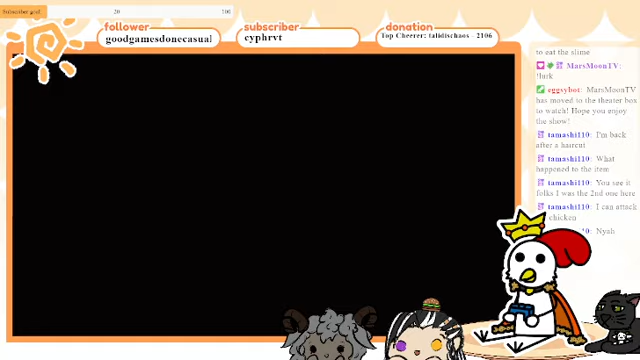 Subscriber goal
20
700
follower
subscriber
donation
goodgamesdonecasual
cyphrvt
Top Cheerer: talidischaos - 2106
to eat the slime
MarsMoonTV :
!lurk
eggsybot: MarsMoonTV
has moved to the theater box
to watch! Hope you enjoy
the show!
tamashi110: I'm back
after a haircut
tamashi110: What
happened to the item
tamashi110: You see it
folks I was the 2nd one here
tamashi110: I can attack
chicken
Nyah